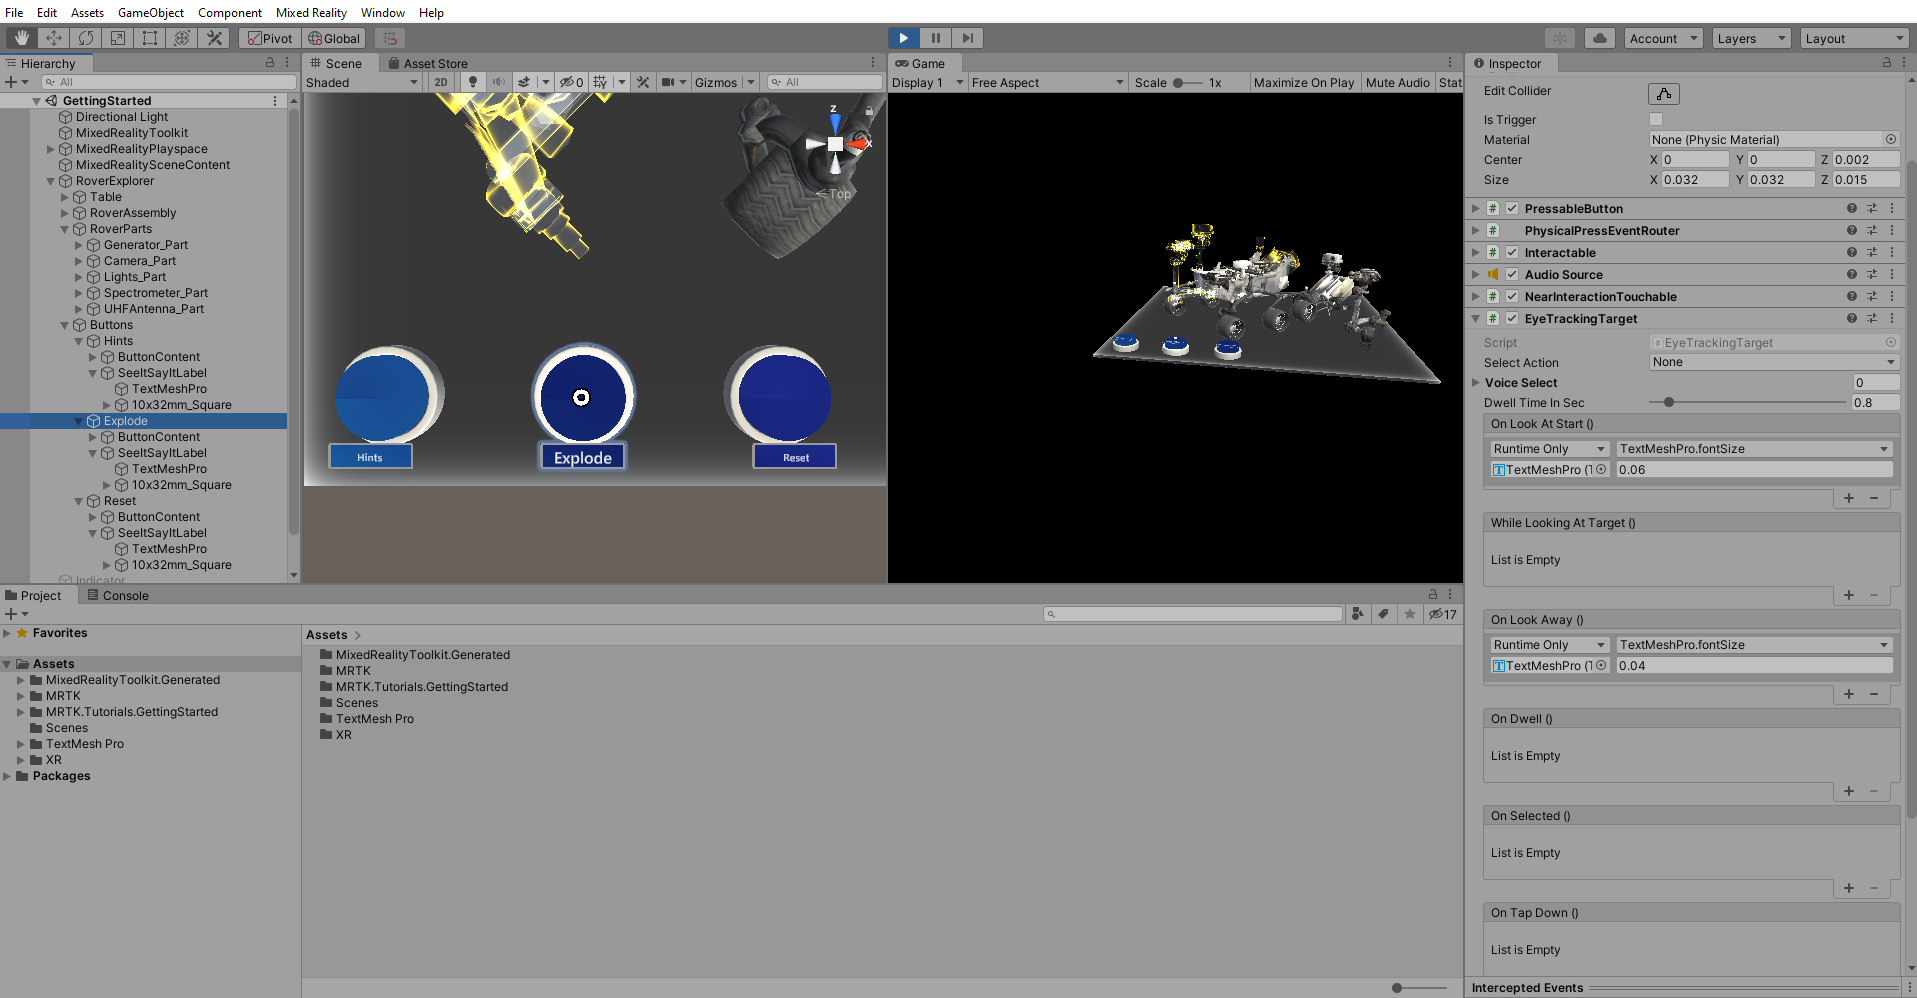 File Edit Assets GameObject Component Mixed Reality Window Help
Pivot Global Account Layers Layout
Hierarchy
All
GettingStarted
Directional Light
MixedRealityToolkit
MixedRealityPlayspace
MixedRealitySceneContent
RoverExplorer
Table
RoverAssembly
RoverParts
Generator_Part
Camera_Part
Lights_Part
Spectrometer_Part
UHFAntenna_Part
Buttons
Hints
ButtonContent
SeeItSayItLabel
TextMeshPro
10x32mm_Square
Explode
ButtonContent
SeeItSayItLabel
TextMeshPro
10x32mm_Square
Reset
ButtonContent
SeeItSayItLabel
TextMeshPro
10x32mm_Square
Indicator
Scene Asset Store
Shaded 2D 0 Gizmos All
z
x
Top
Hints Explode Reset
Game
Display 1 Free Aspect Scale 1x Maximize On Play Mute Audio Stat
Inspector
Edit Collider
Is Trigger
Material None (Physic Material)
Center X 0 Y 0 Z 0.002
Size X 0.032 Y 0.032 Z 0.015
# PressableButton
# PhysicalPressEventRouter
# Interactable
Audio Source
# NearInteractionTouchable
# EyeTrackingTarget
Script EyeTrackingTarget
Select Action None
Voice Select 0
Dwell Time In Sec 0.8
On Look At Start ()
Runtime Only TextMeshPro.fontSize
TextMeshPro (T 0.06
+ −
While Looking At Target ()
List is Empty
+ −
On Look Away ()
Runtime Only TextMeshPro.fontSize
TextMeshPro (T 0.04
+ −
On Dwell ()
List is Empty
+ −
On Selected ()
List is Empty
+ −
On Tap Down ()
List is Empty
Intercepted Events
Project Console
17
Favorites
Assets
MixedRealityToolkit.Generated
MRTK
MRTK.Tutorials.GettingStarted
Scenes
TextMesh Pro
XR
Packages
Assets >
MixedRealityToolkit.Generated
MRTK
MRTK.Tutorials.GettingStarted
Scenes
TextMesh Pro
XR